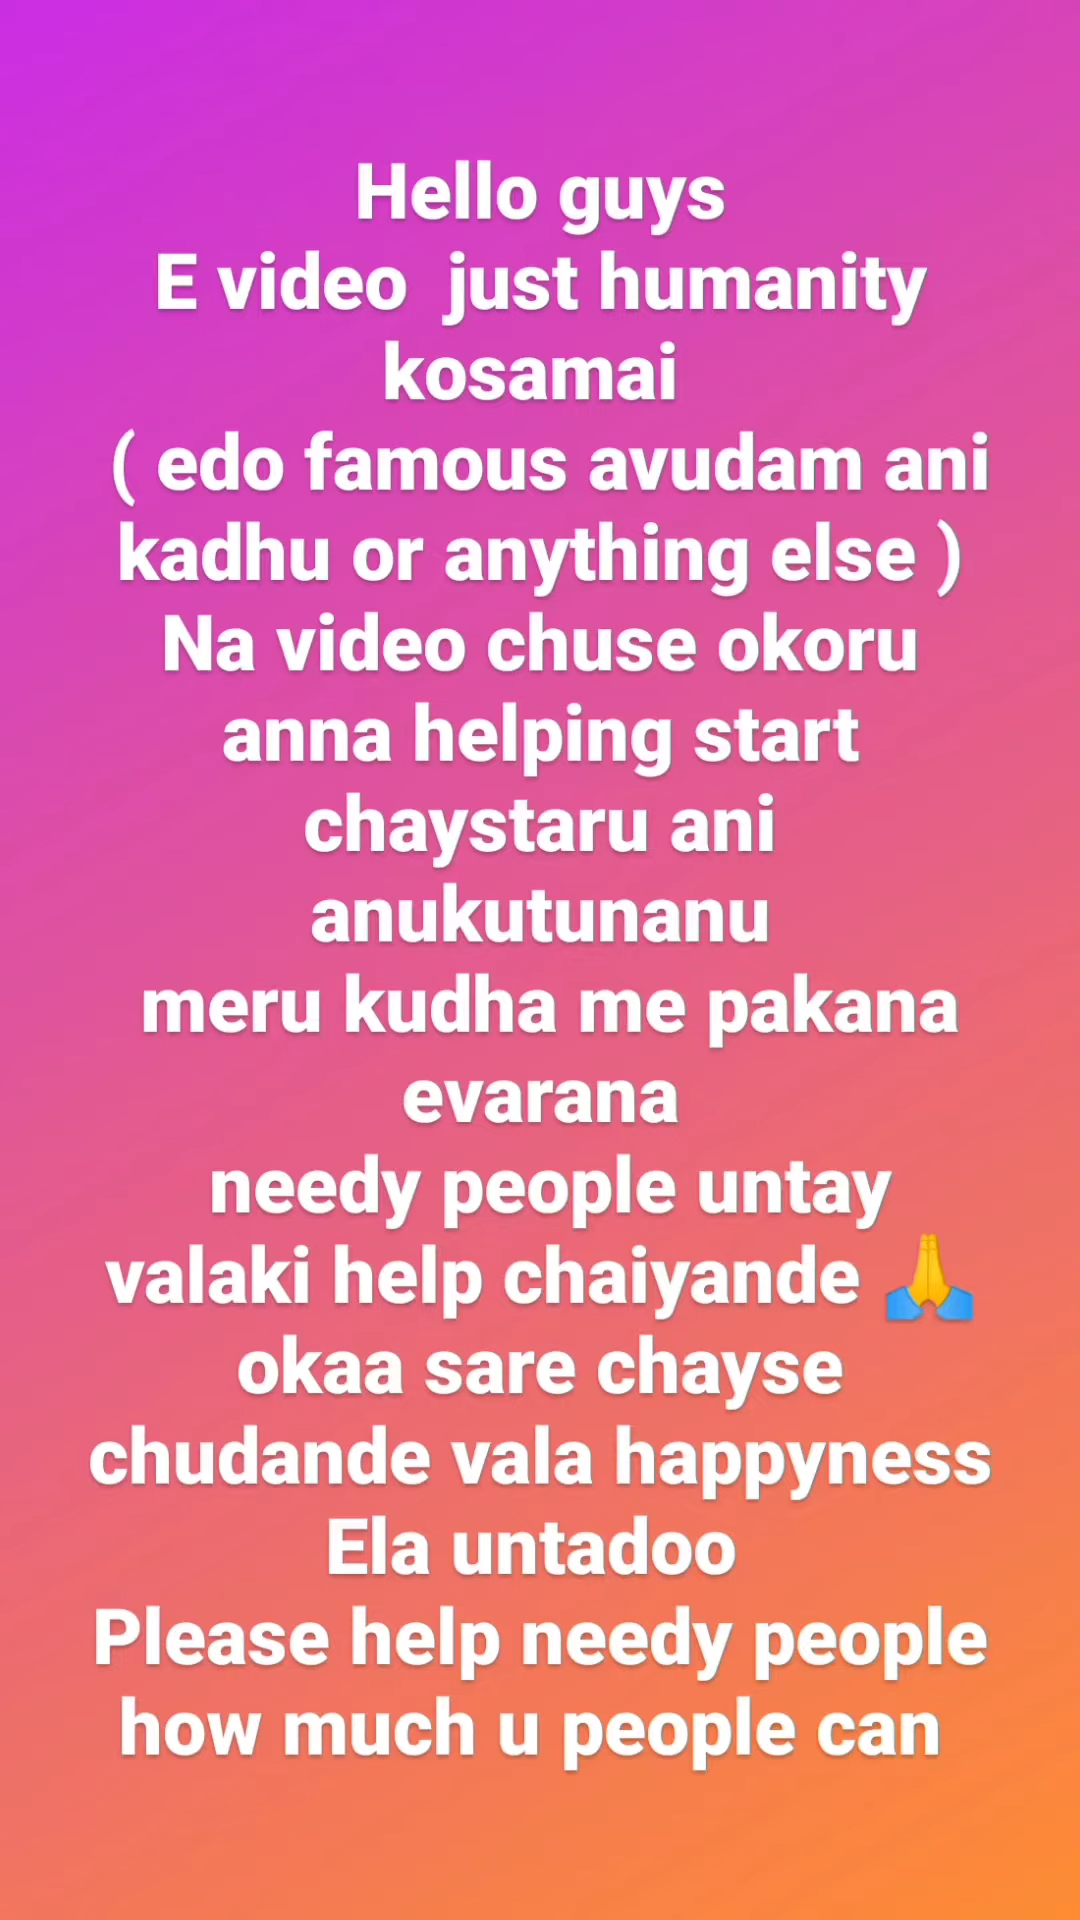 Hello guys
E video  just humanity
kosamai
( edo famous avudam ani
kadhu or anything else )
Na video chuse okoru
anna helping start
chaystaru ani
anukutunanu
meru kudha me pakana
evarana
needy people untay
valaki help chaiyande 🙏
okaa sare chayse
chudande vala happyness
Ela untadoo
Please help needy people
how much u people can